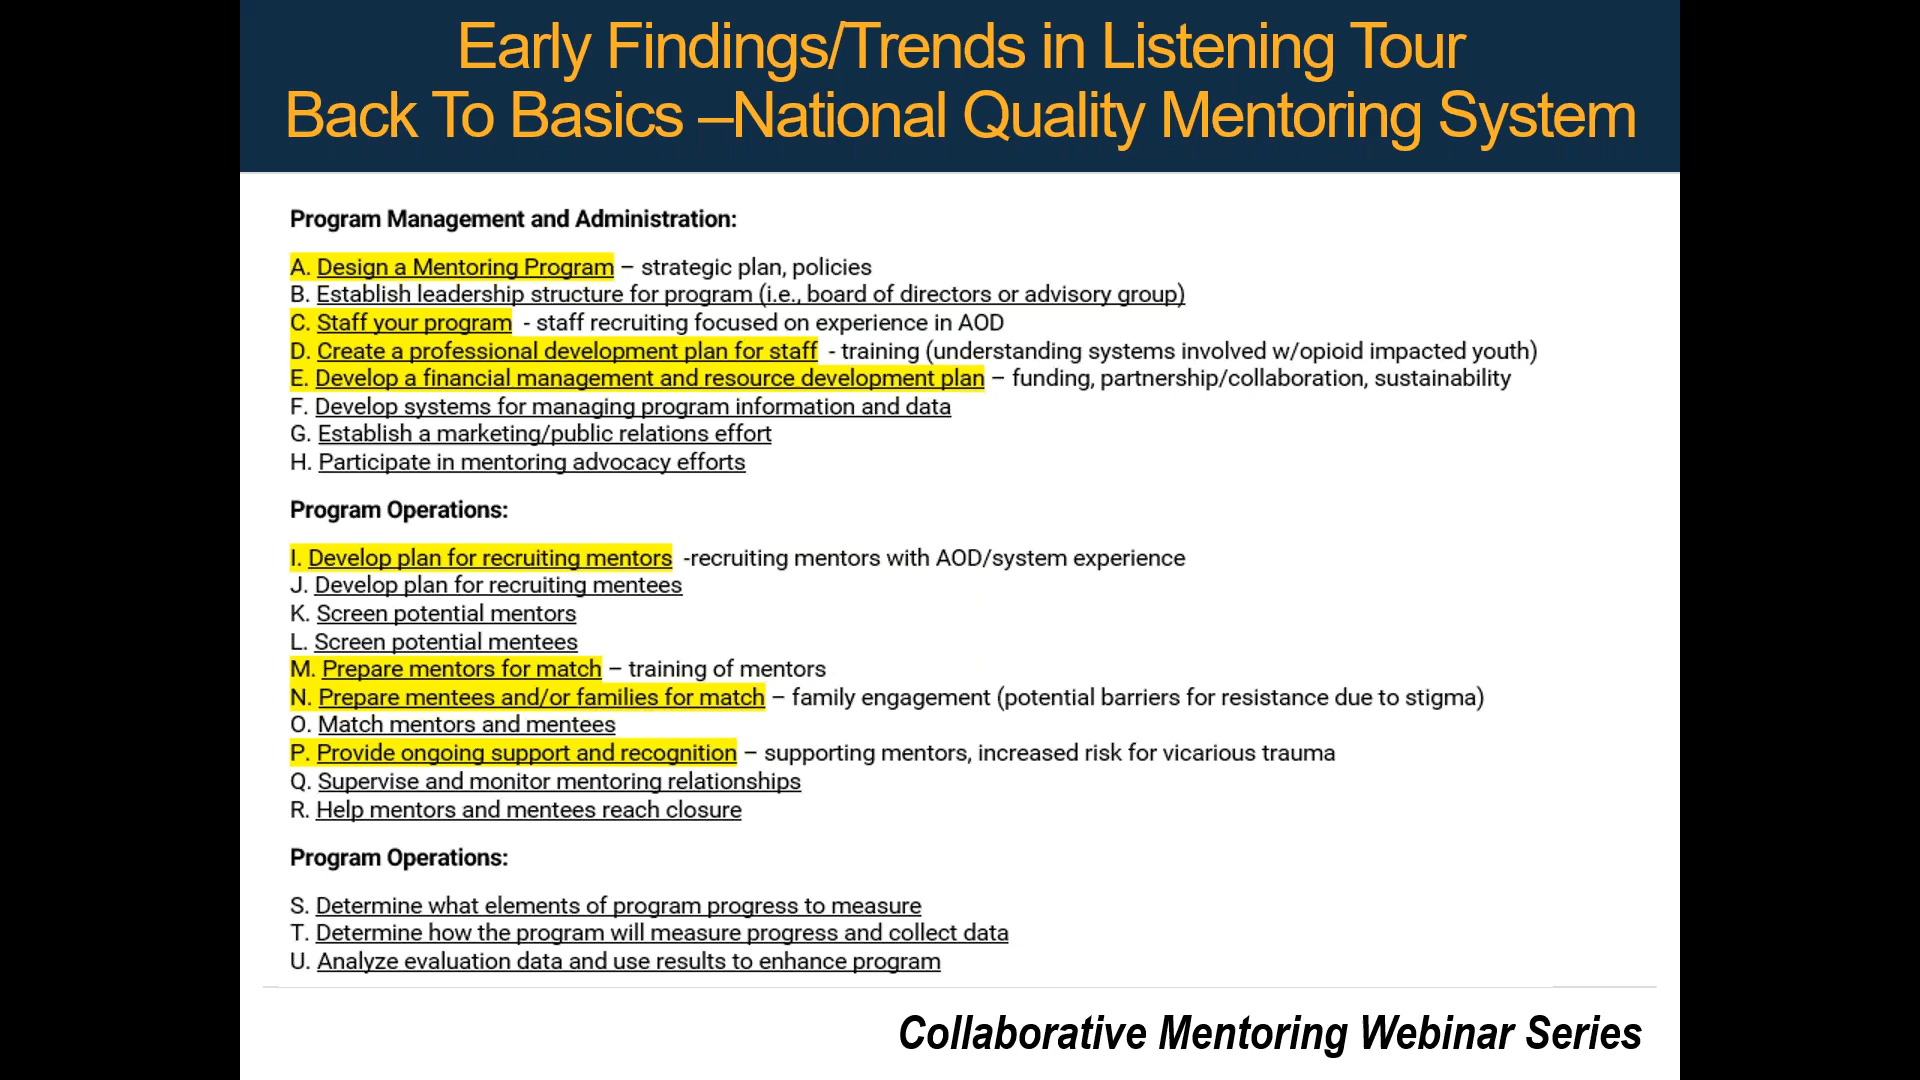 Early Findings/Trends in Listening Tour
Back To Basics –National Quality Mentoring System
Program Management and Administration:
A. Design a Mentoring Program – strategic plan, policies
B. Establish leadership structure for program (i.e., board of directors or advisory group)
C. Staff your program - staff recruiting focused on experience in AOD
D. Create a professional development plan for staff - training (understanding systems involved w/opioid impacted youth)
E. Develop a financial management and resource development plan – funding, partnership/collaboration, sustainability
F. Develop systems for managing program information and data
G. Establish a marketing/public relations effort
H. Participate in mentoring advocacy efforts
Program Operations:
I. Develop plan for recruiting mentors -recruiting mentors with AOD/system experience
J. Develop plan for recruiting mentees
K. Screen potential mentors
L. Screen potential mentees
M. Prepare mentors for match – training of mentors
N. Prepare mentees and/or families for match – family engagement (potential barriers for resistance due to stigma)
O. Match mentors and mentees
P. Provide ongoing support and recognition – supporting mentors, increased risk for vicarious trauma
Q. Supervise and monitor mentoring relationships
R. Help mentors and mentees reach closure
Program Operations:
S. Determine what elements of program progress to measure
T. Determine how the program will measure progress and collect data
U. Analyze evaluation data and use results to enhance program
Collaborative Mentoring Webinar Series